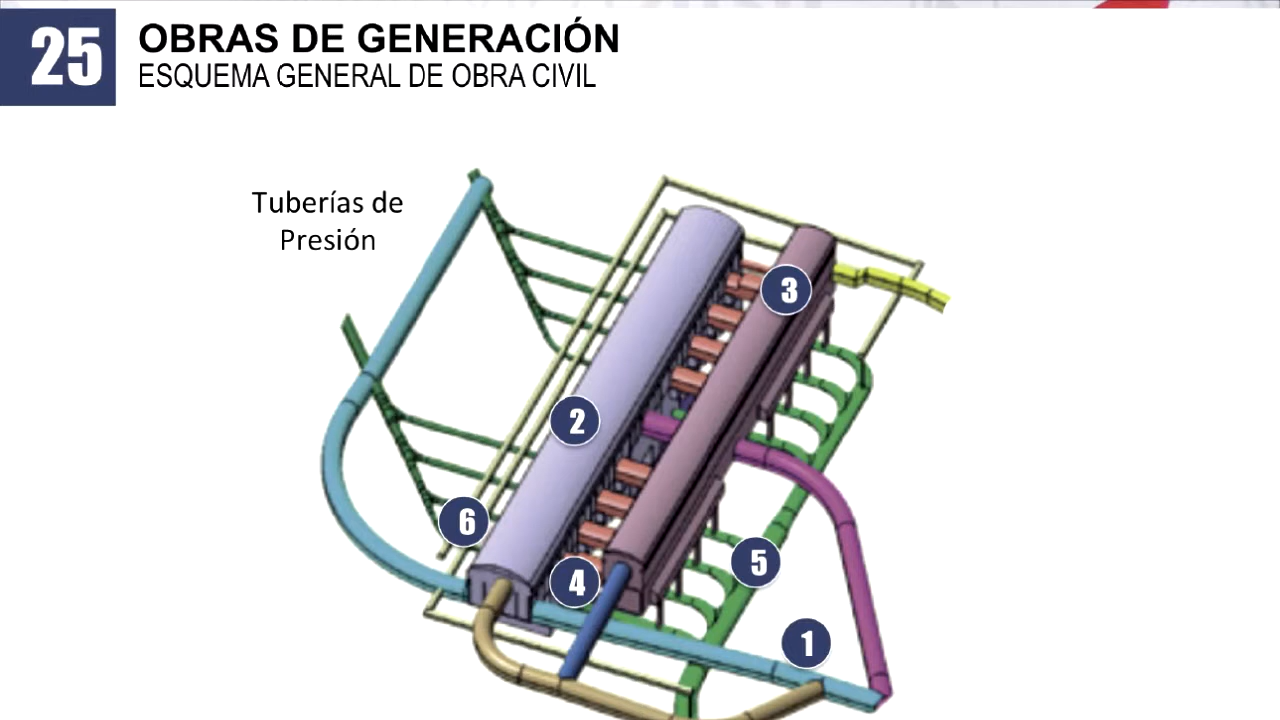 25
OBRAS DE GENERACIÓN
ESQUEMA GENERAL DE OBRA CIVIL
Tuberías de
Presión
3
2
6
5
4
1